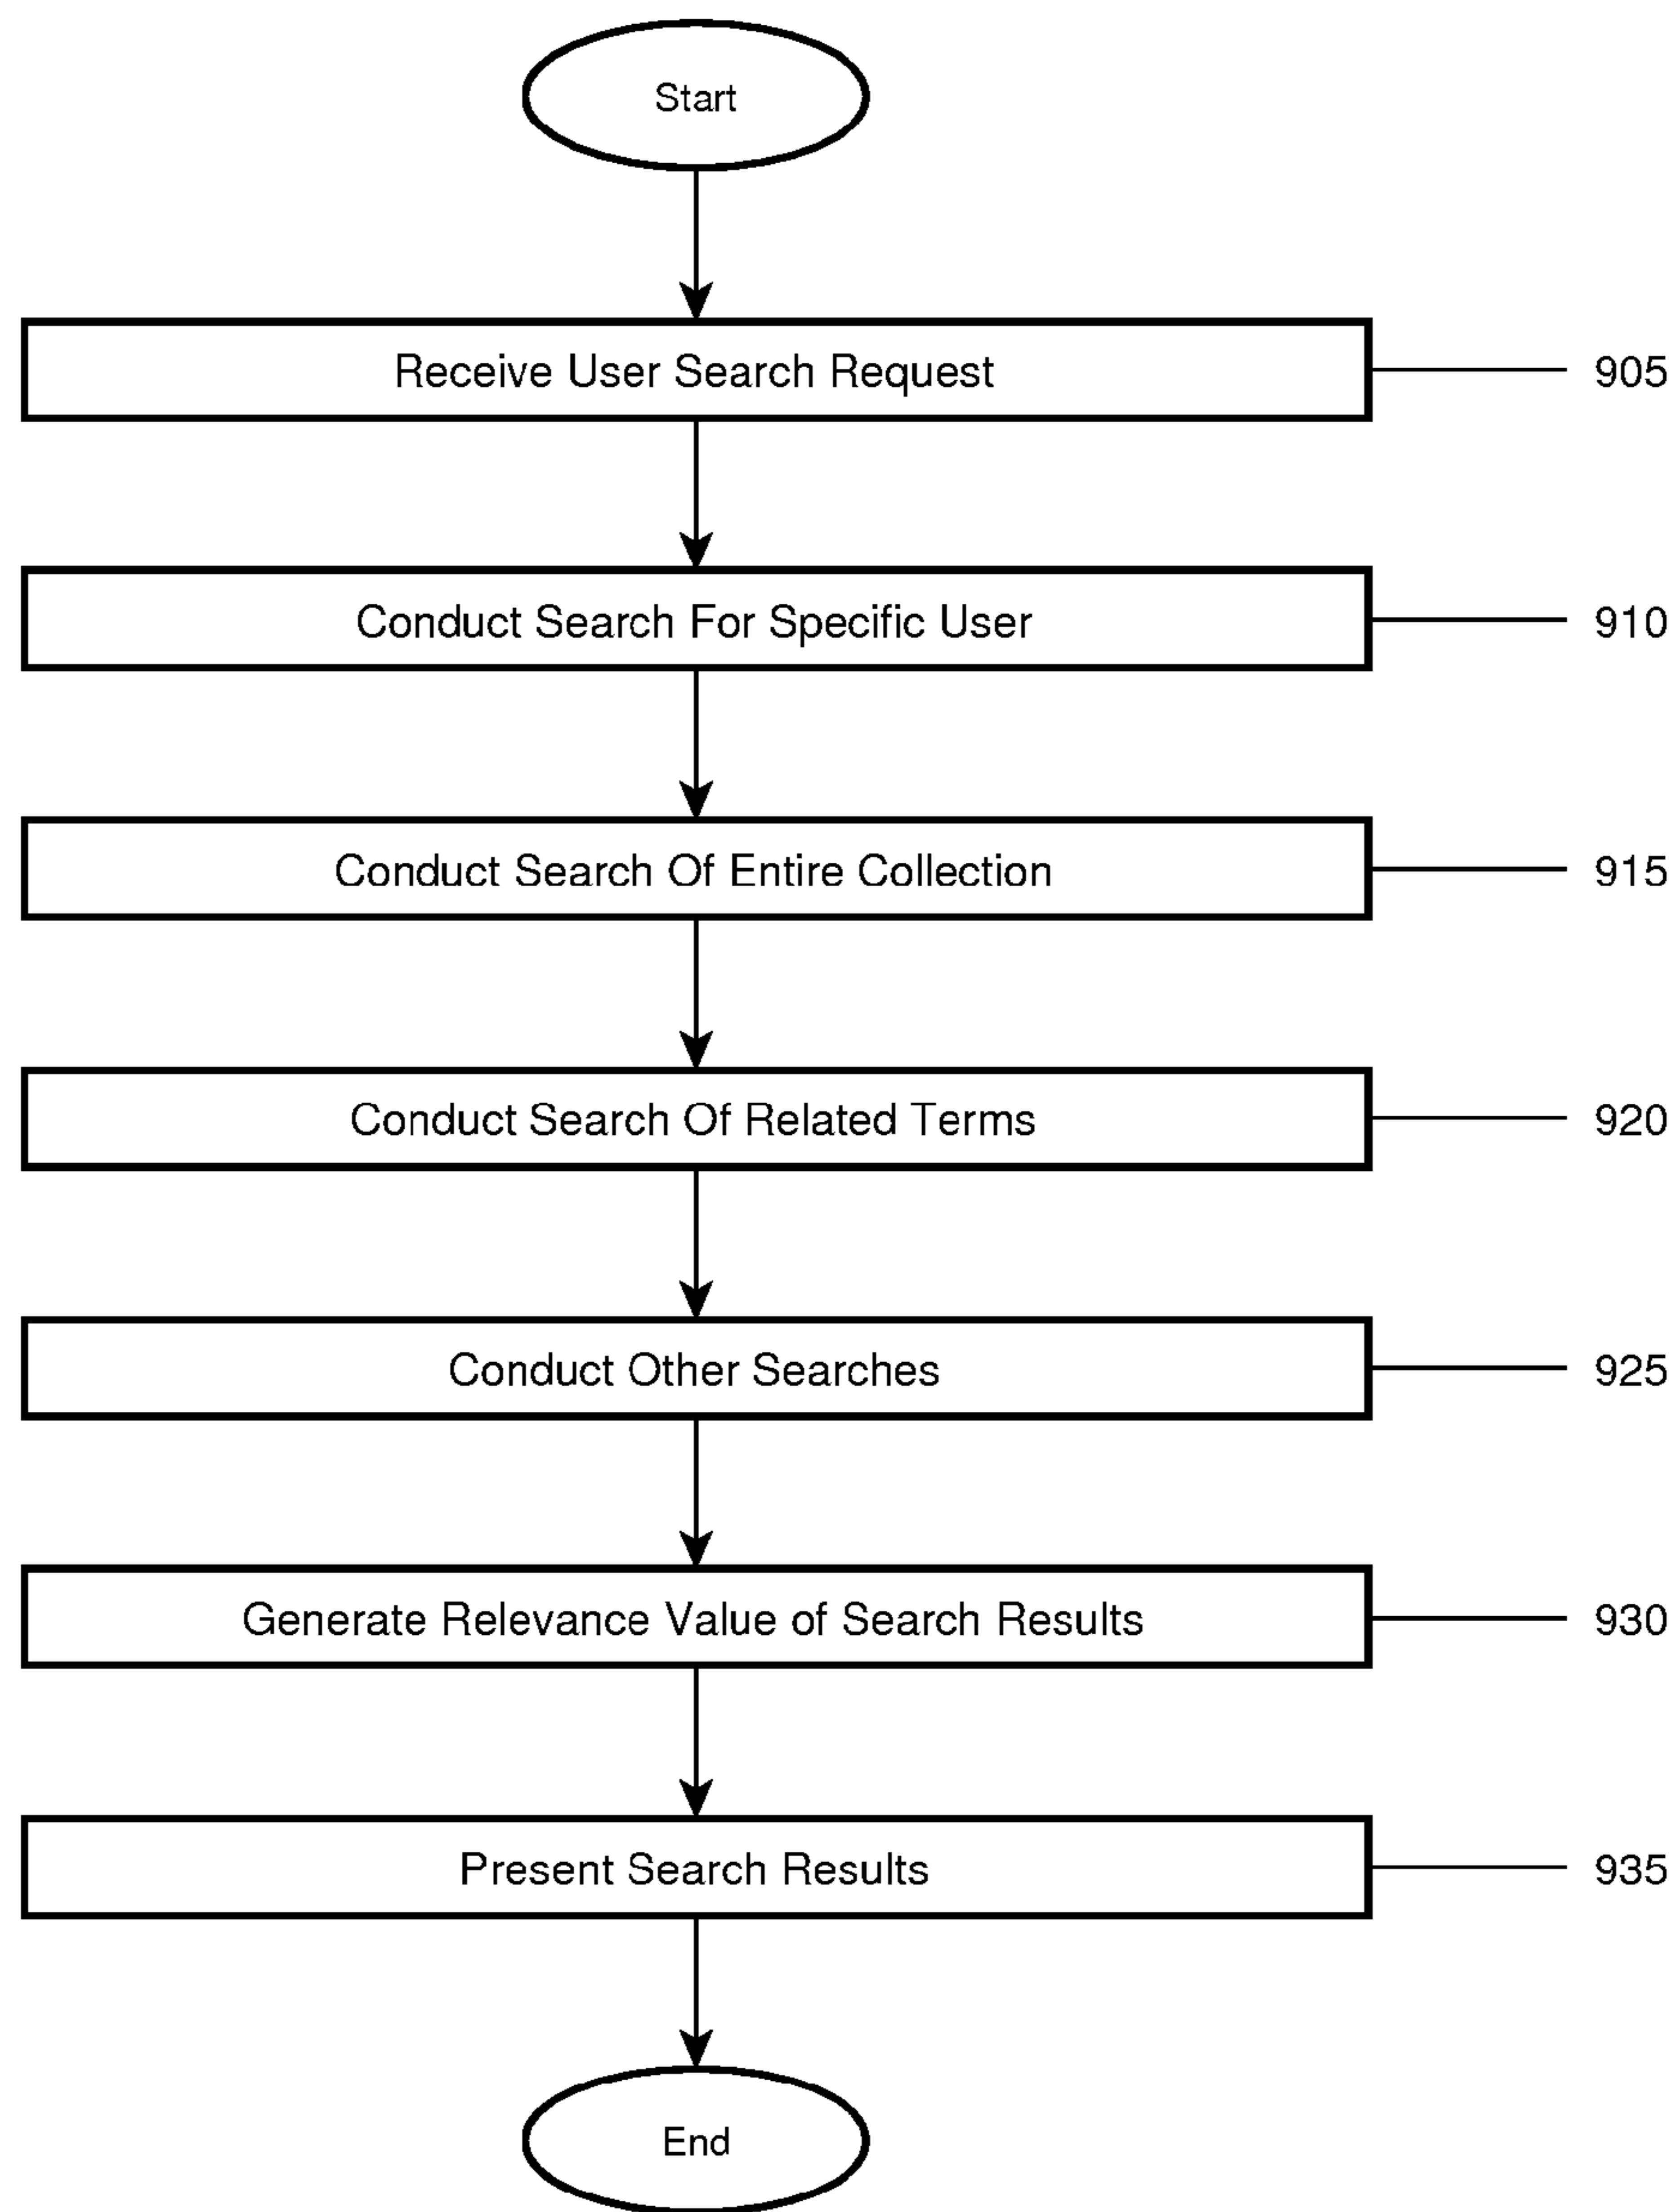 Start
Receive User Search Request
905
Conduct Search For Specific User
910
Conduct Search Of Entire Collection
915
Conduct Search Of Related Terms
920
Conduct Other Searches
925
Generate Relevance Value of Search Results
930
Present Search Results
935
End